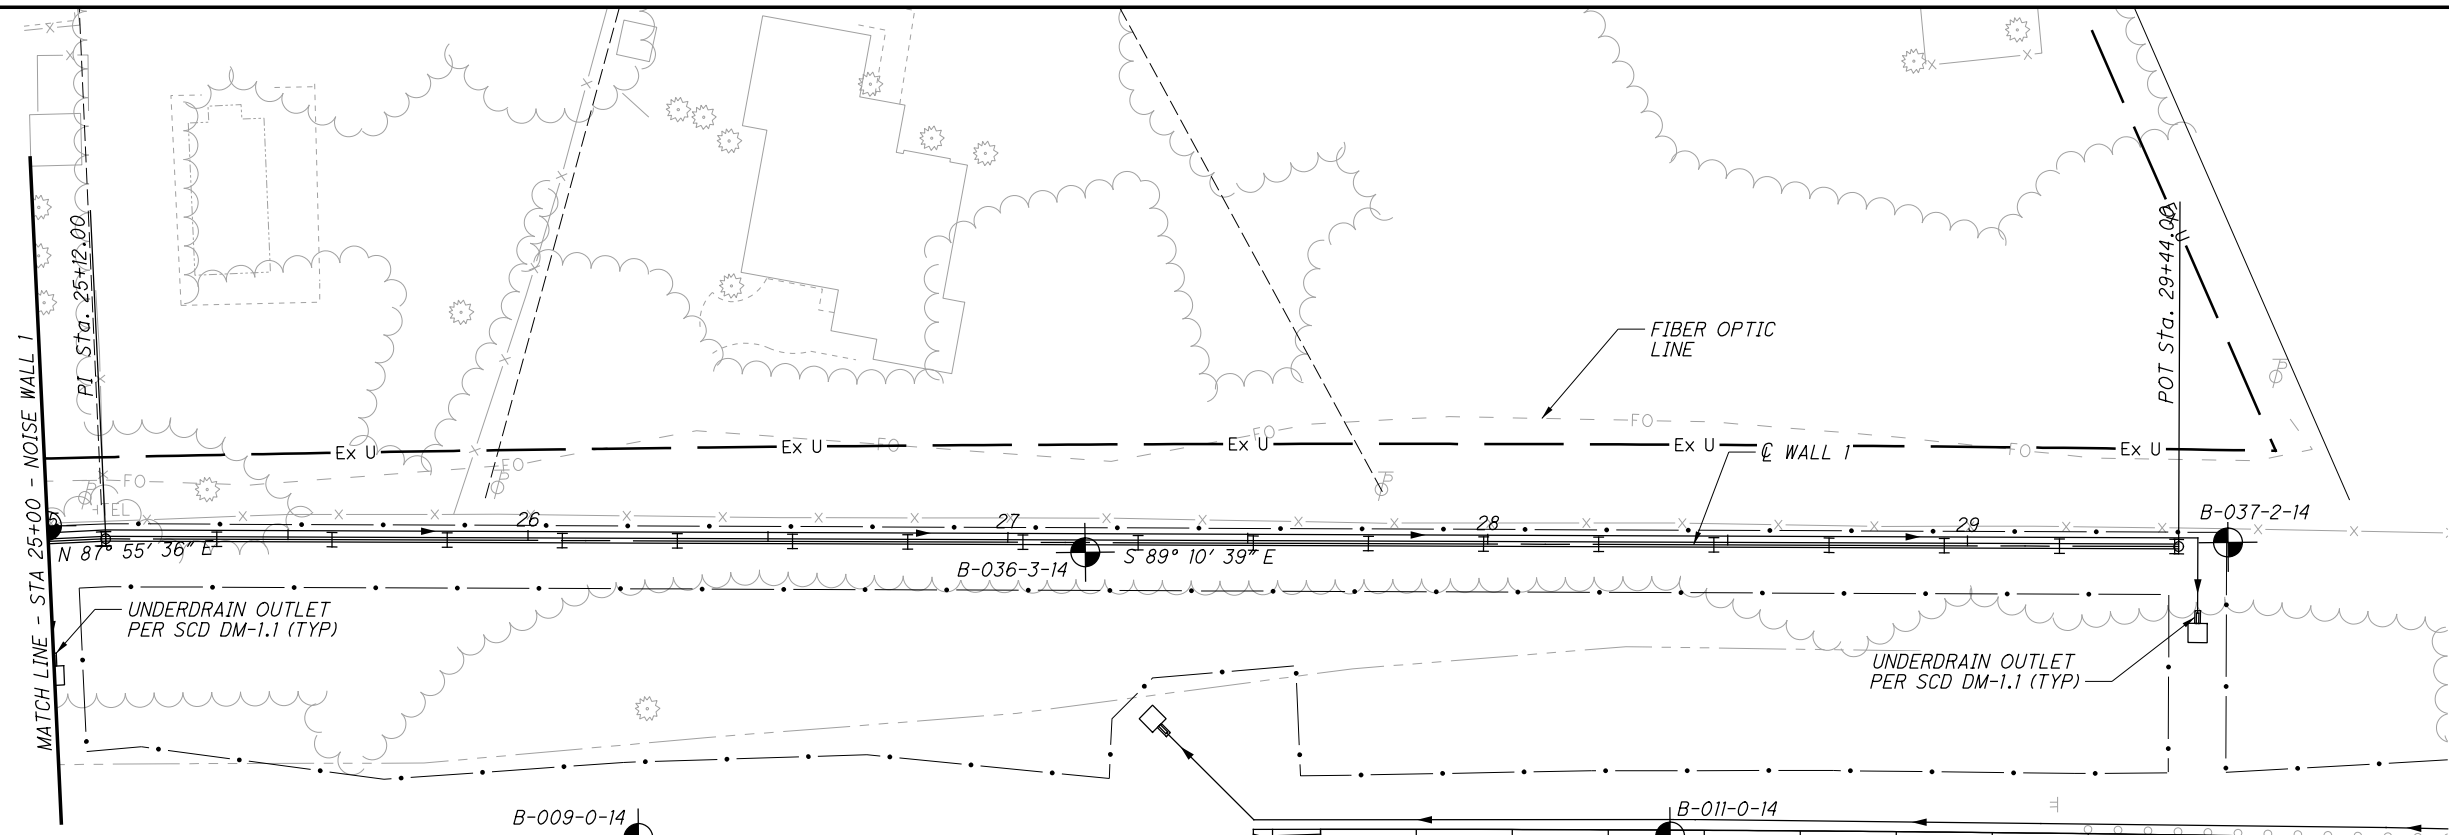 MATCH LINE - STA 25+00 - NOISE WALL 1
PI Sta. 25+12.00
POT Sta. 29+44.00
FIBER OPTIC
LINE
Ex U
Ex U
Ex U
Ex U
Ex U
FO
FO
FO
FO
FO
FO
℄ WALL 1
TEL
26
27
28
29
B-037-2-14
N 87° 55' 36" E
B-036-3-14
S 89° 10' 39" E
UNDERDRAIN OUTLET
PER SCD DM-1.1 (TYP)
UNDERDRAIN OUTLET
PER SCD DM-1.1 (TYP)
B-009-0-14
B-011-0-14